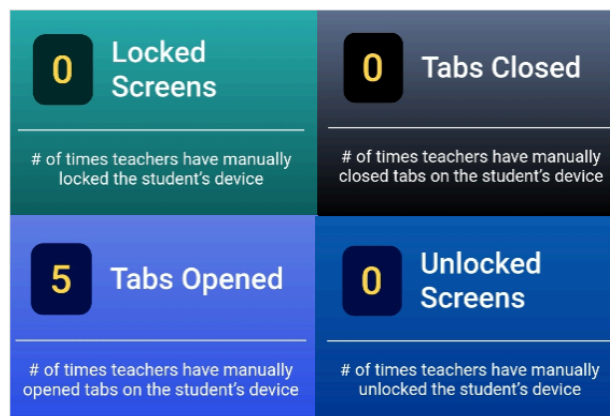 0
Locked
Screens
# of times teachers have manually
locked the student's device
0
Tabs Closed
# of times teachers have manually
closed tabs on the student's device
5
Tabs Opened
# of times teachers have manually
opened tabs on the student's device
0
Unlocked
Screens
# of times teachers have manually
unlocked the student's device